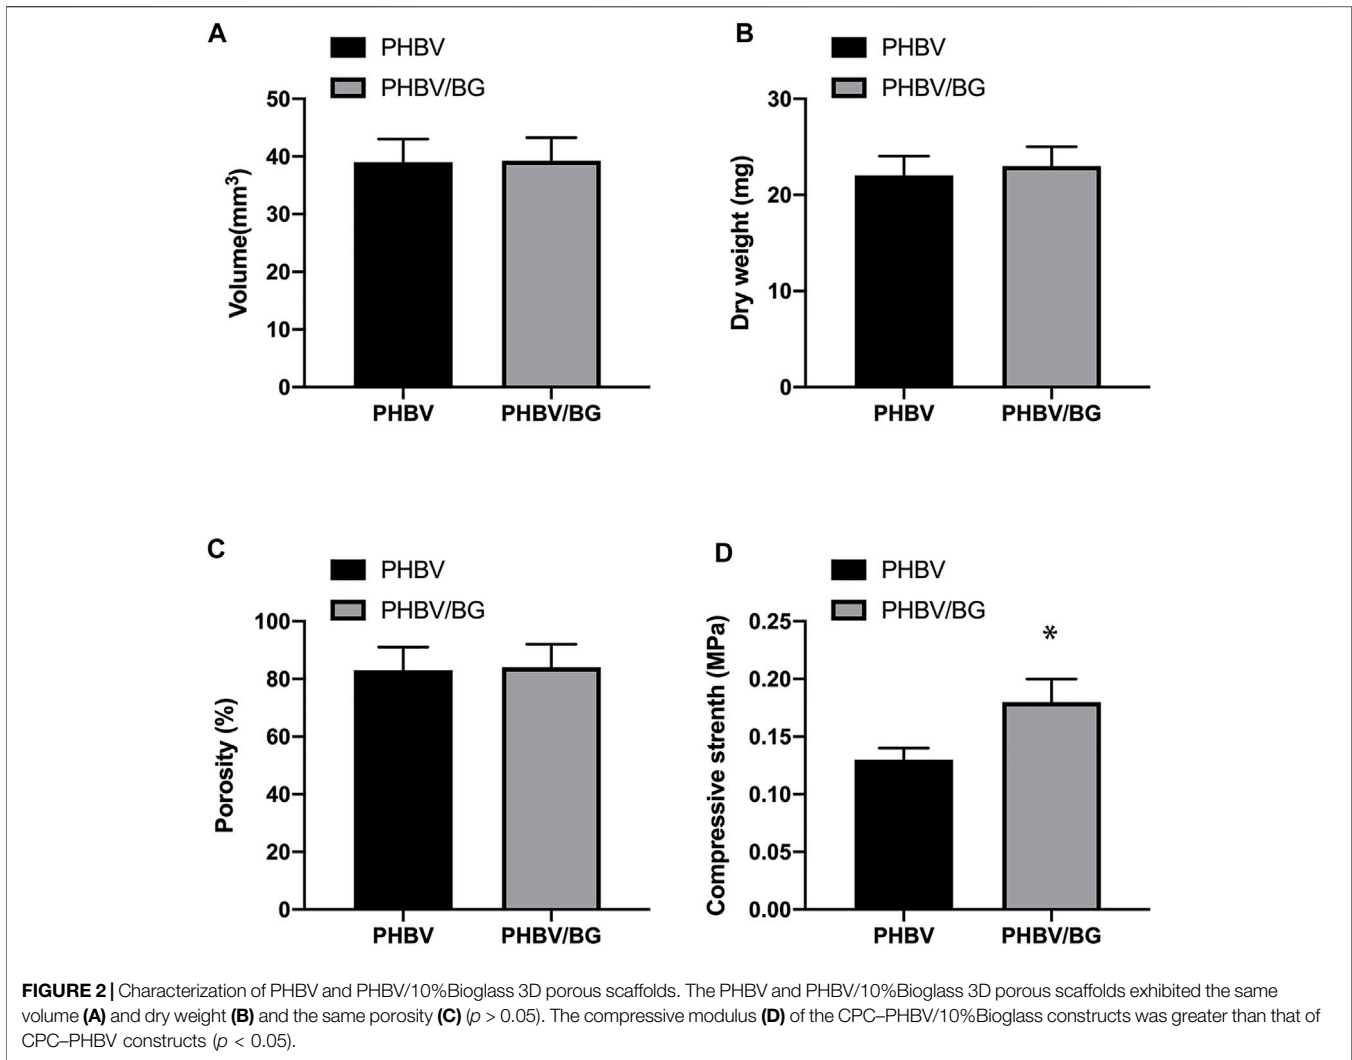 A
PHBV
PHBV/BG
50
40
30
20
10
0
Volume(mm³)
PHBV
PHBV/BG
B
PHBV
PHBV/BG
30
20
10
0
Dry weight (mg)
PHBV
PHBV/BG
C
PHBV
PHBV/BG
100
80
60
40
20
0
Porosity (%)
PHBV
PHBV/BG
D
PHBV
PHBV/BG
0.25
0.20
0.15
0.10
0.05
0.00
Compressive strenth (MPa)
*
PHBV
PHBV/BG
FIGURE 2 | Characterization of PHBV and PHBV/10%Bioglass 3D porous scaffolds. The PHBV and PHBV/10%Bioglass 3D porous scaffolds exhibited the same
volume (A) and dry weight (B) and the same porosity (C) (p > 0.05). The compressive modulus (D) of the CPC–PHBV/10%Bioglass constructs was greater than that of
CPC–PHBV constructs (p < 0.05).